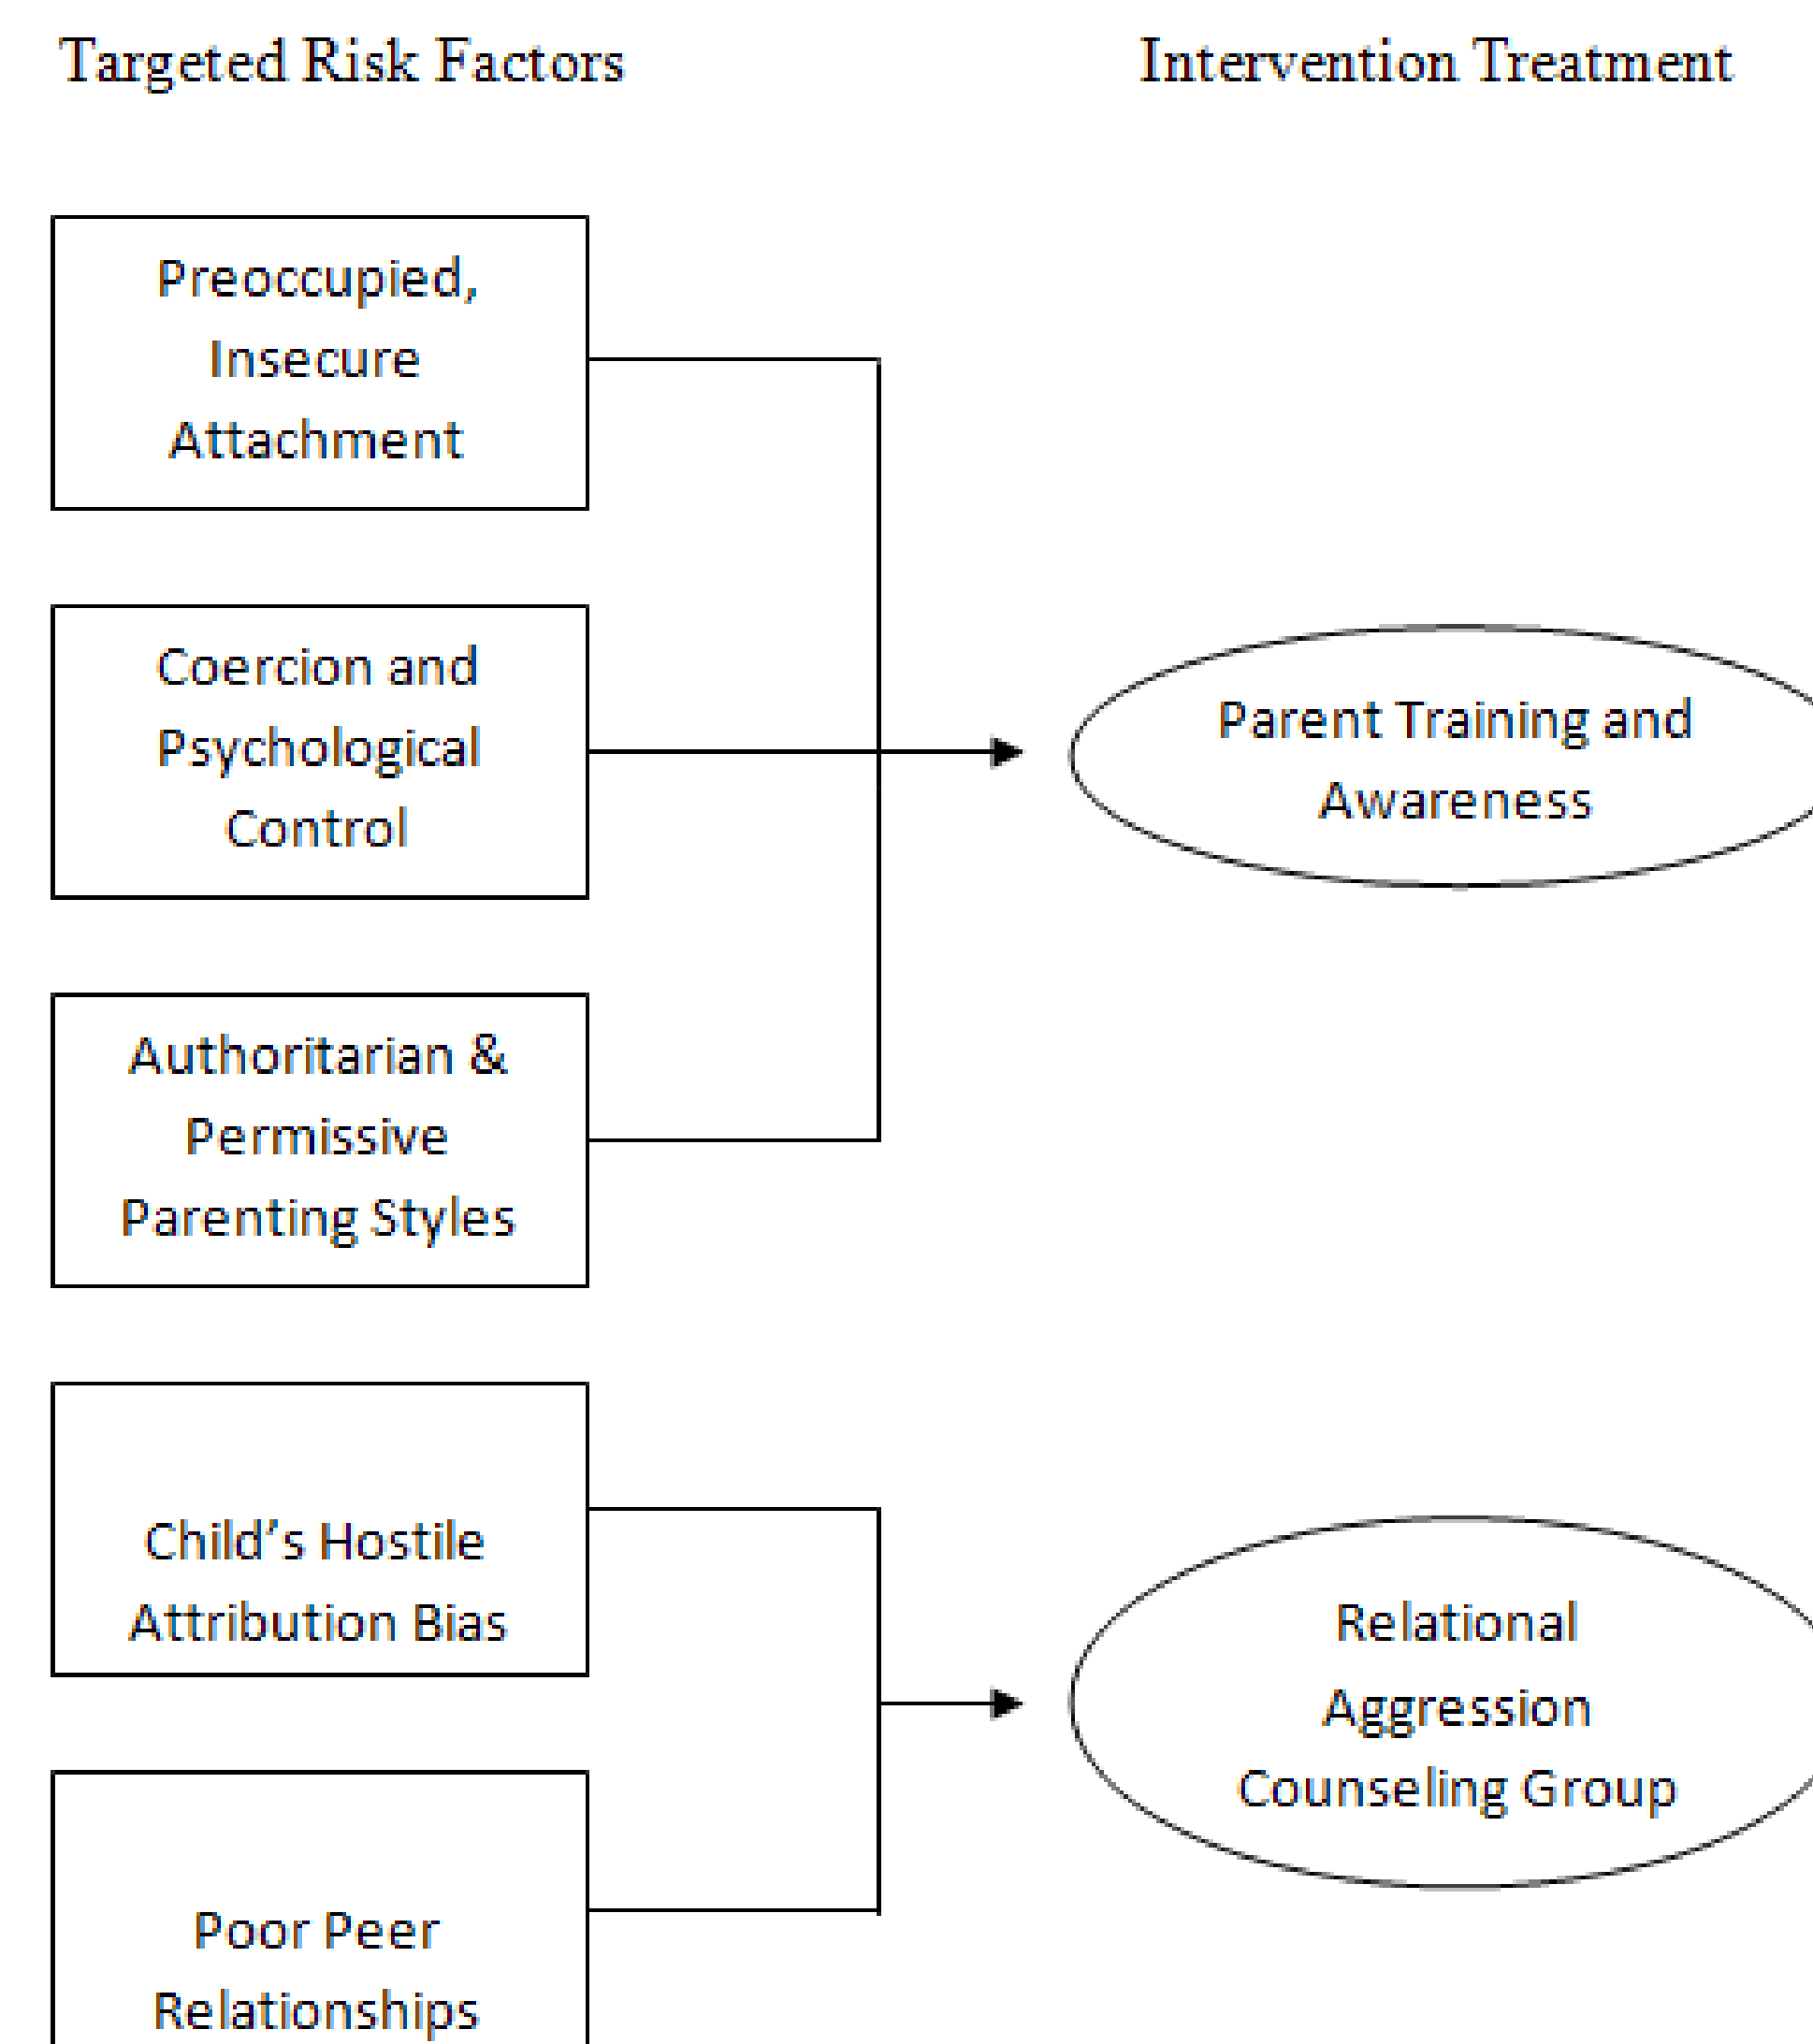 Targeted Risk Factors
Intervention Treatment
Preoccupied,
Insecure
Attachment
Coercion and
Psychological
Control
Parent Training and
Awareness
Authoritarian &
Permissive
Parenting Styles
Child’s Hostile
Attribution Bias
Relational
Aggression
Counseling Group
Poor Peer
Relationships